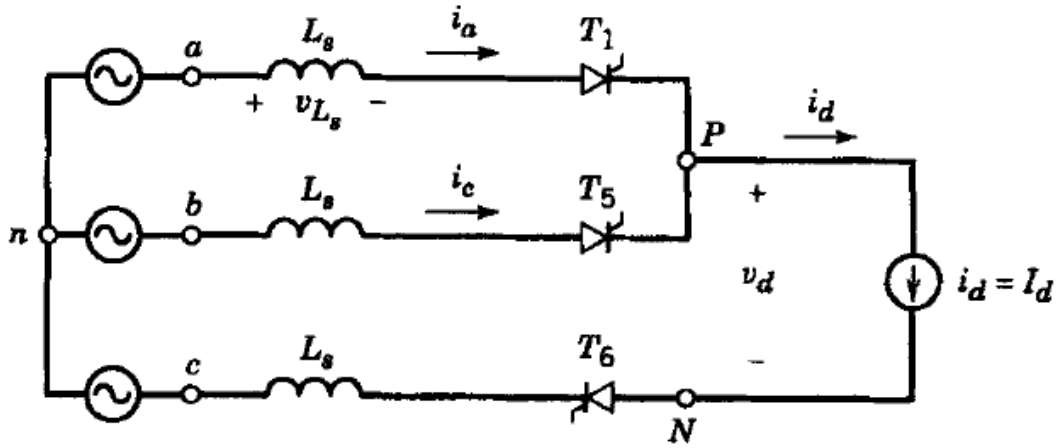 a L_s i_a T_1
+ v_{L_s} −
P i_d
+
b L_s i_c T_5
n
v_d i_d = I_d
c L_s T_6 −
N